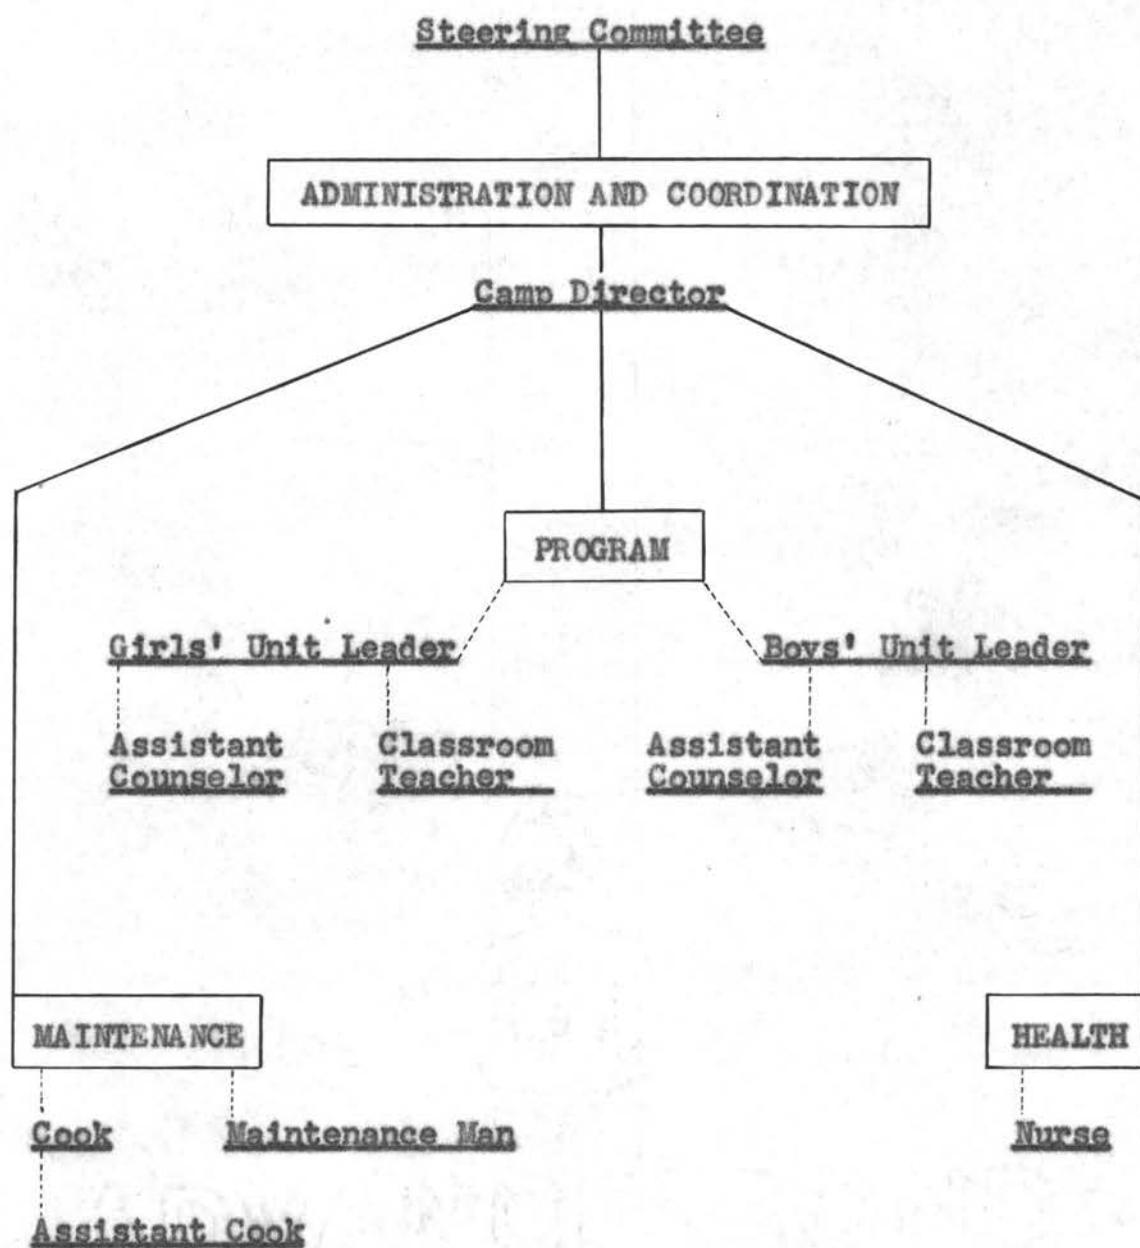 Steering Committee
ADMINISTRATION AND COORDINATION
Camp Director
PROGRAM
Girls' Unit Leader
Boys' Unit Leader
Assistant
Counselor
Classroom
Teacher
Assistant
Counselor
Classroom
Teacher
MAINTENANCE
HEALTH
Cook
Maintenance Man
Nurse
Assistant Cook